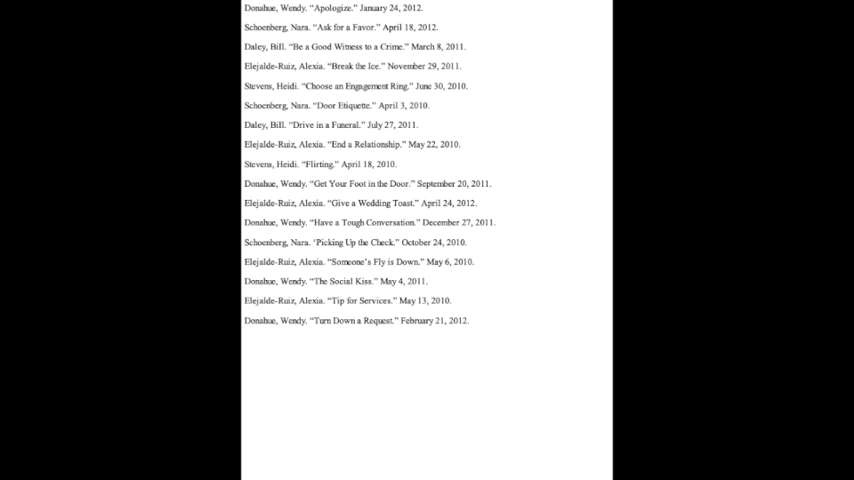 Donahue, Wendy. “Apologize.” January 24, 2012.
Schoenberg, Nara. “Ask for a Favor.” April 18, 2012.
Daley, Bill. “Be a Good Witness to a Crime.” March 8, 2011.
Elejalde-Ruiz, Alexia. “Break the Ice.” November 29, 2011.
Stevens, Heidi. “Choose an Engagement Ring.” June 30, 2010.
Schoenberg, Nara. “Door Etiquette.” April 3, 2010.
Daley, Bill. “Drive in a Funeral.” July 27, 2011.
Elejalde-Ruiz, Alexia. “End a Relationship.” May 22, 2010.
Stevens, Heidi. “Flirting.” April 18, 2010.
Donahue, Wendy. “Get Your Foot in the Door.” September 20, 2011.
Elejalde-Ruiz, Alexia. “Give a Wedding Toast.” April 24, 2012.
Donahue, Wendy. “Have a Tough Conversation.” December 27, 2011.
Schoenberg, Nara. ‘Picking Up the Check.” October 24, 2010.
Elejalde-Ruiz, Alexia. “Someone’s Fly is Down.” May 6, 2010.
Donahue, Wendy. “The Social Kiss.” May 4, 2011.
Elejalde-Ruiz, Alexia. “Tip for Services.” May 13, 2010.
Donahue, Wendy. “Turn Down a Request.” February 21, 2012.